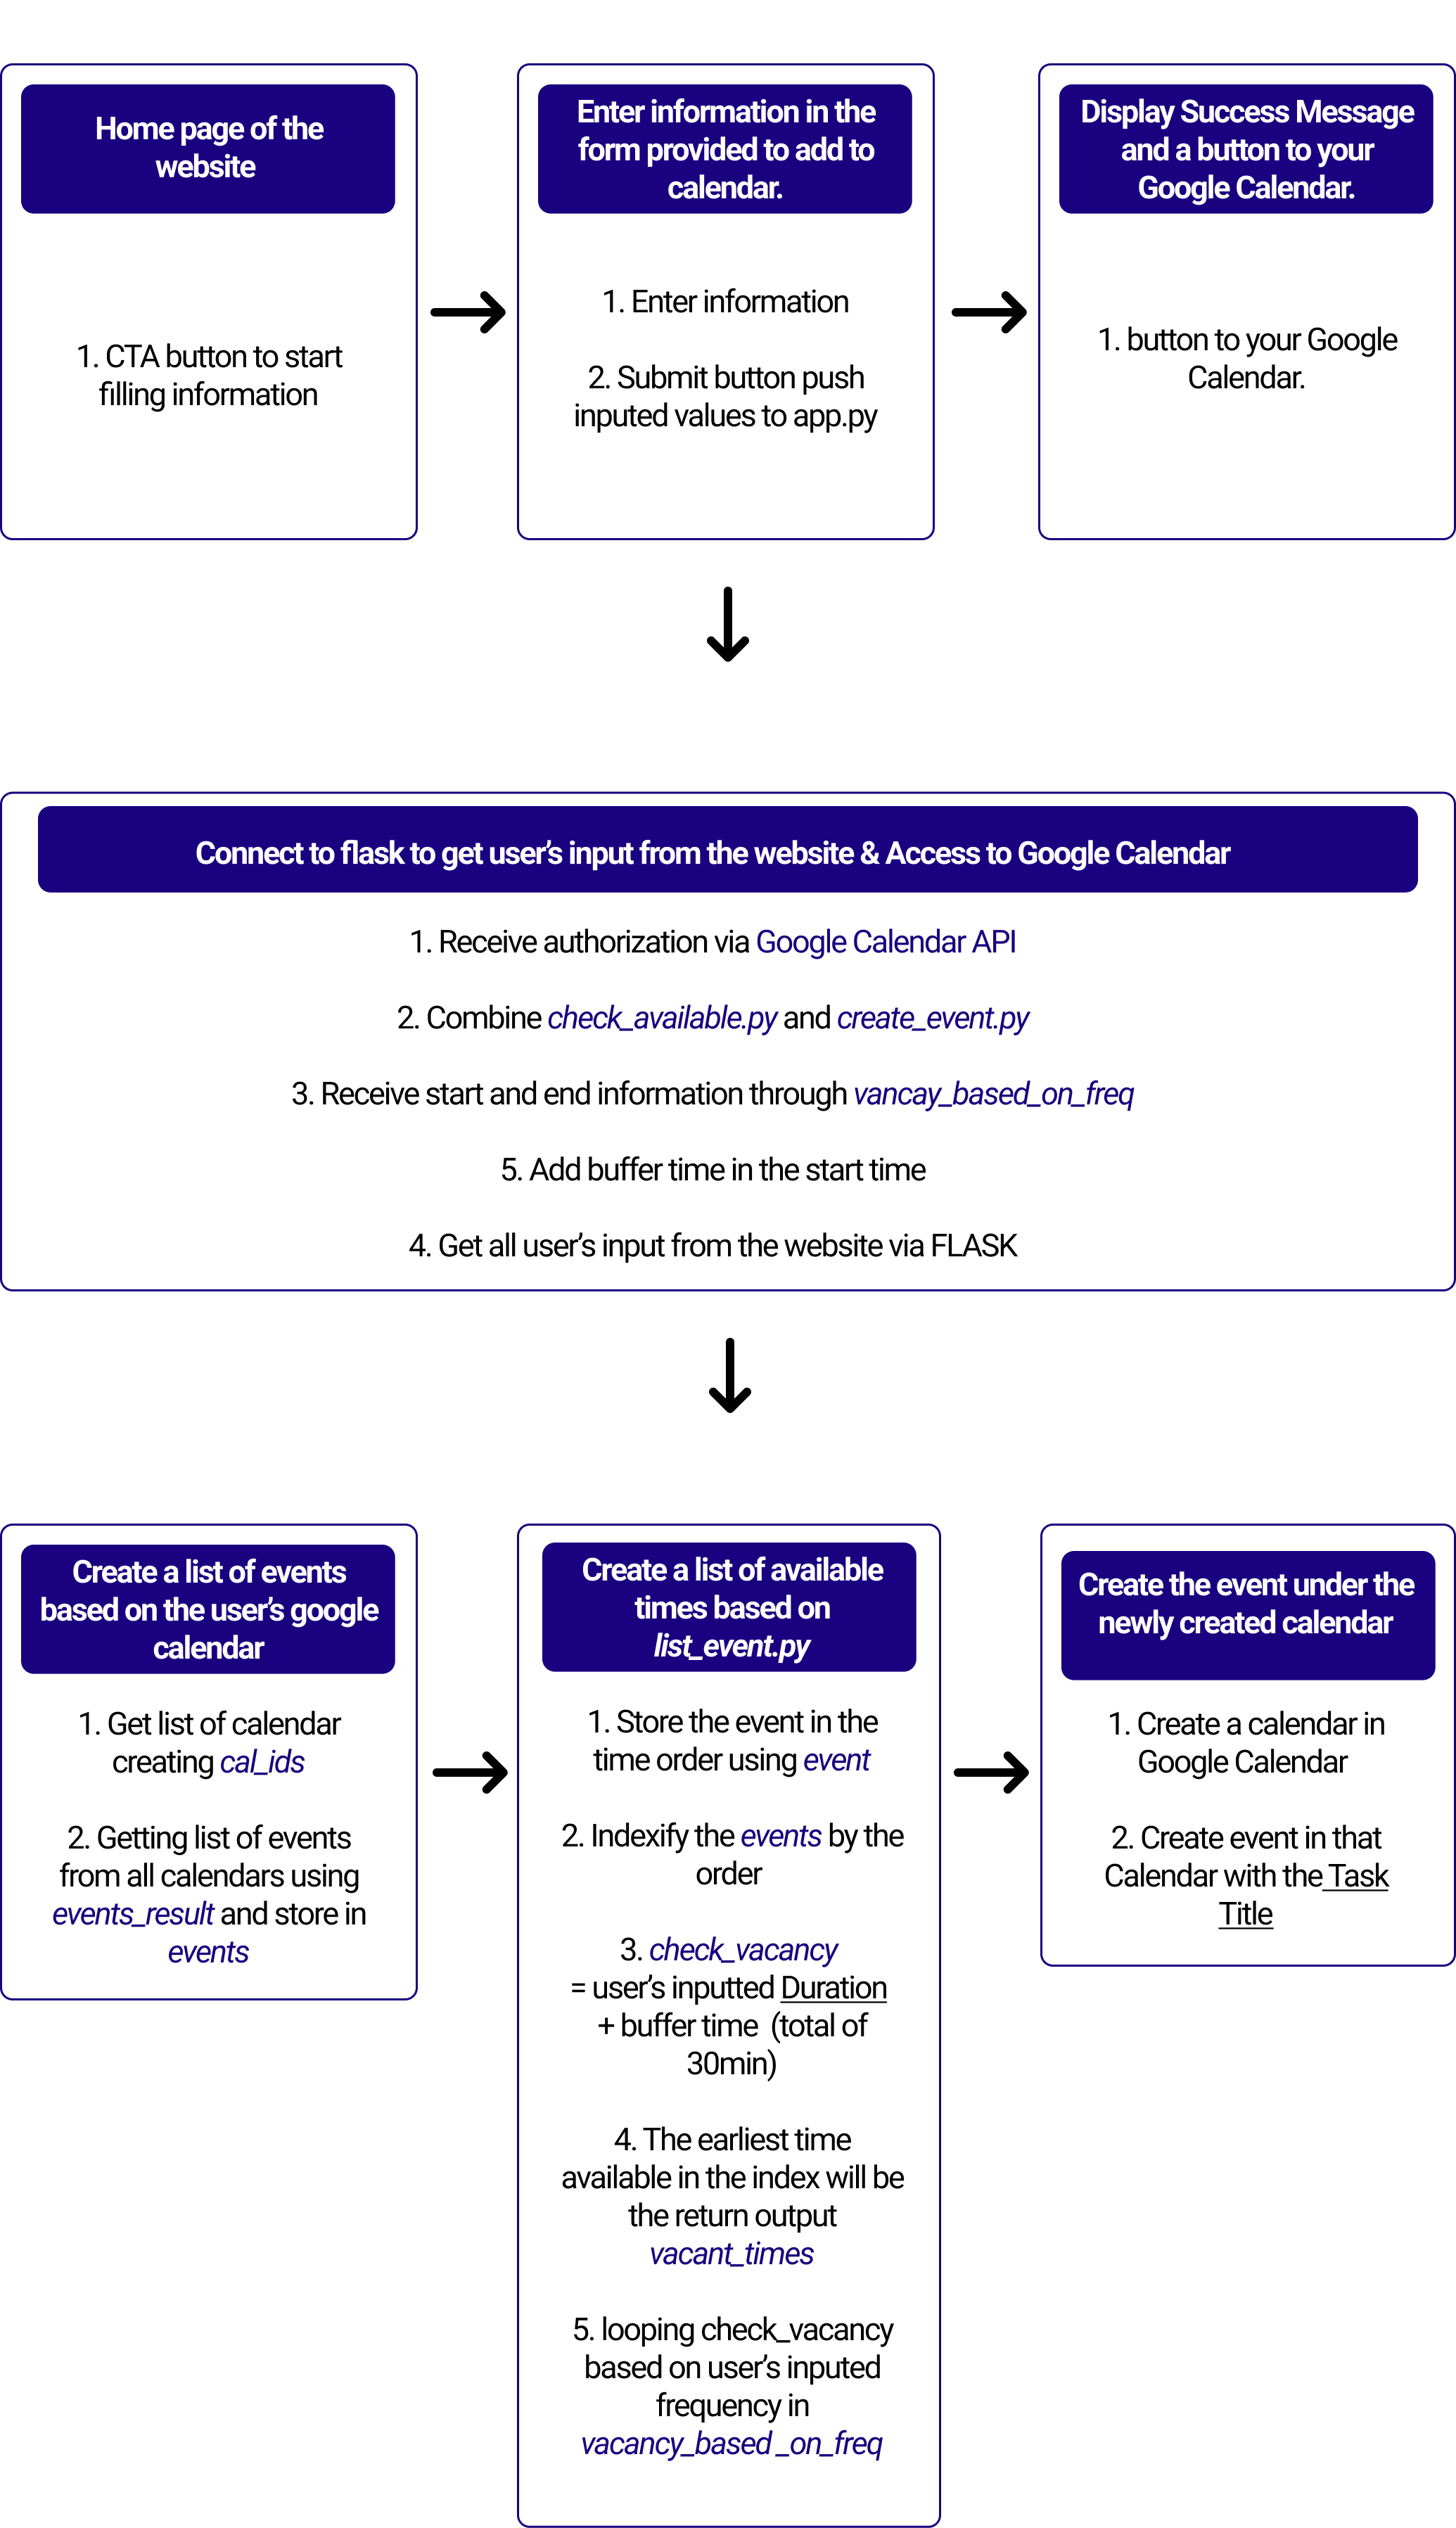 Home page of the
website
1. CTA button to start
filling information
Enter information in the
form provided to add to
calendar.
1. Enter information
2. Submit button push
inputed values to app.py
Display Success Message
and a button to your
Google Calendar.
1. button to your Google
Calendar.
Connect to flask to get user’s input from the website & Access to Google Calendar
1. Receive authorization via Google Calendar API
2. Combine check_available.py and create_event.py
3. Receive start and end information through vancay_based_on_freq
5. Add buffer time in the start time
4. Get all user’s input from the website via FLASK
Create a list of events
based on the user’s google
calendar
1. Get list of calendar
creating cal_ids
2. Getting list of events
from all calendars using
events_result and store in
events
Create a list of available
times based on
list_event.py
1. Store the event in the
time order using event
2. Indexify the events by the
order
3. check_vacancy
= user’s inputted Duration
+ buffer time (total of
30min)
4. The earliest time
available in the index will be
the return output
vacant_times
5. looping check_vacancy
based on user’s inputed
frequency in
vacancy_based _on_freq
Create the event under the
newly created calendar
1. Create a calendar in
Google Calendar
2. Create event in that
Calendar with the Task
Title